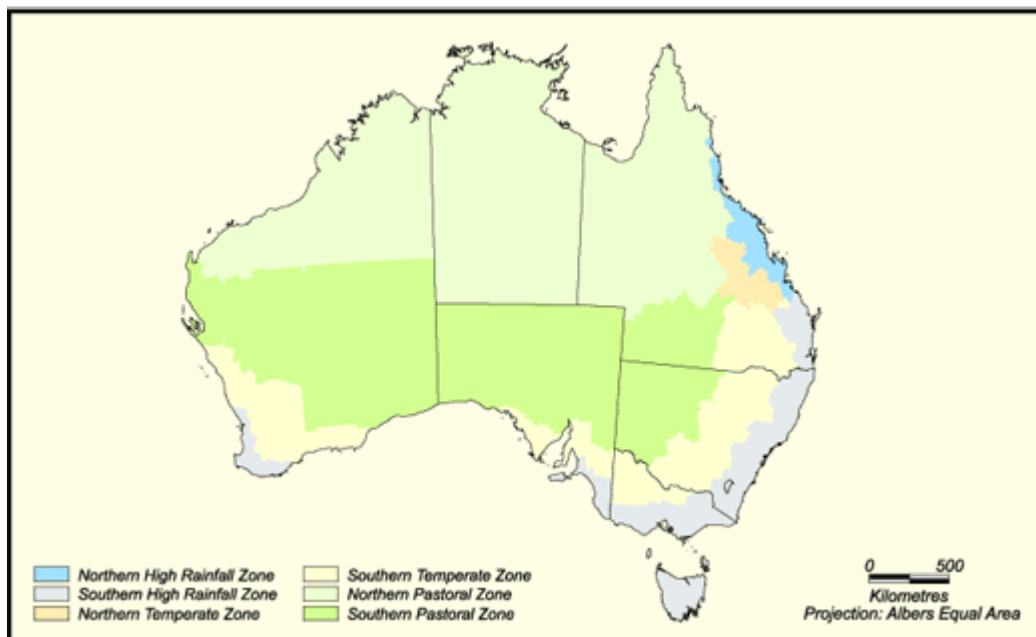 Northern High Rainfall Zone
Southern High Rainfall Zone
Northern Temperate Zone
Southern Temperate Zone
Northern Pastoral Zone
Southern Pastoral Zone
0 500
Kilometres
Projection: Albers Equal Area